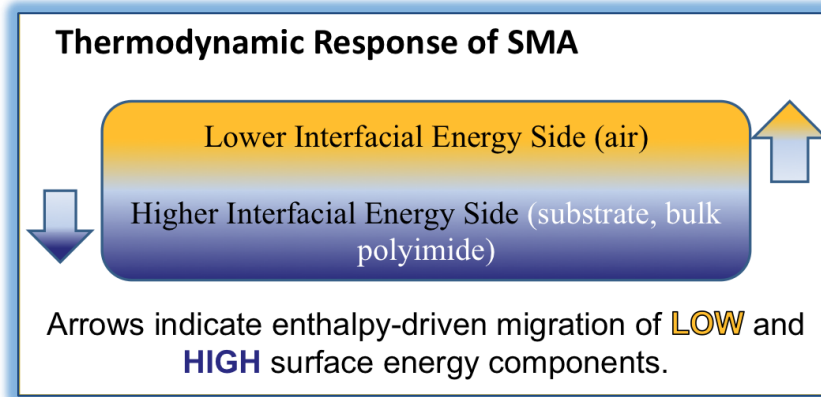 Thermodynamic Response of SMA
Lower Interfacial Energy Side (air)
Higher Interfacial Energy Side (substrate, bulk
polyimide)
Arrows indicate enthalpy-driven migration of LOW and
HIGH surface energy components.